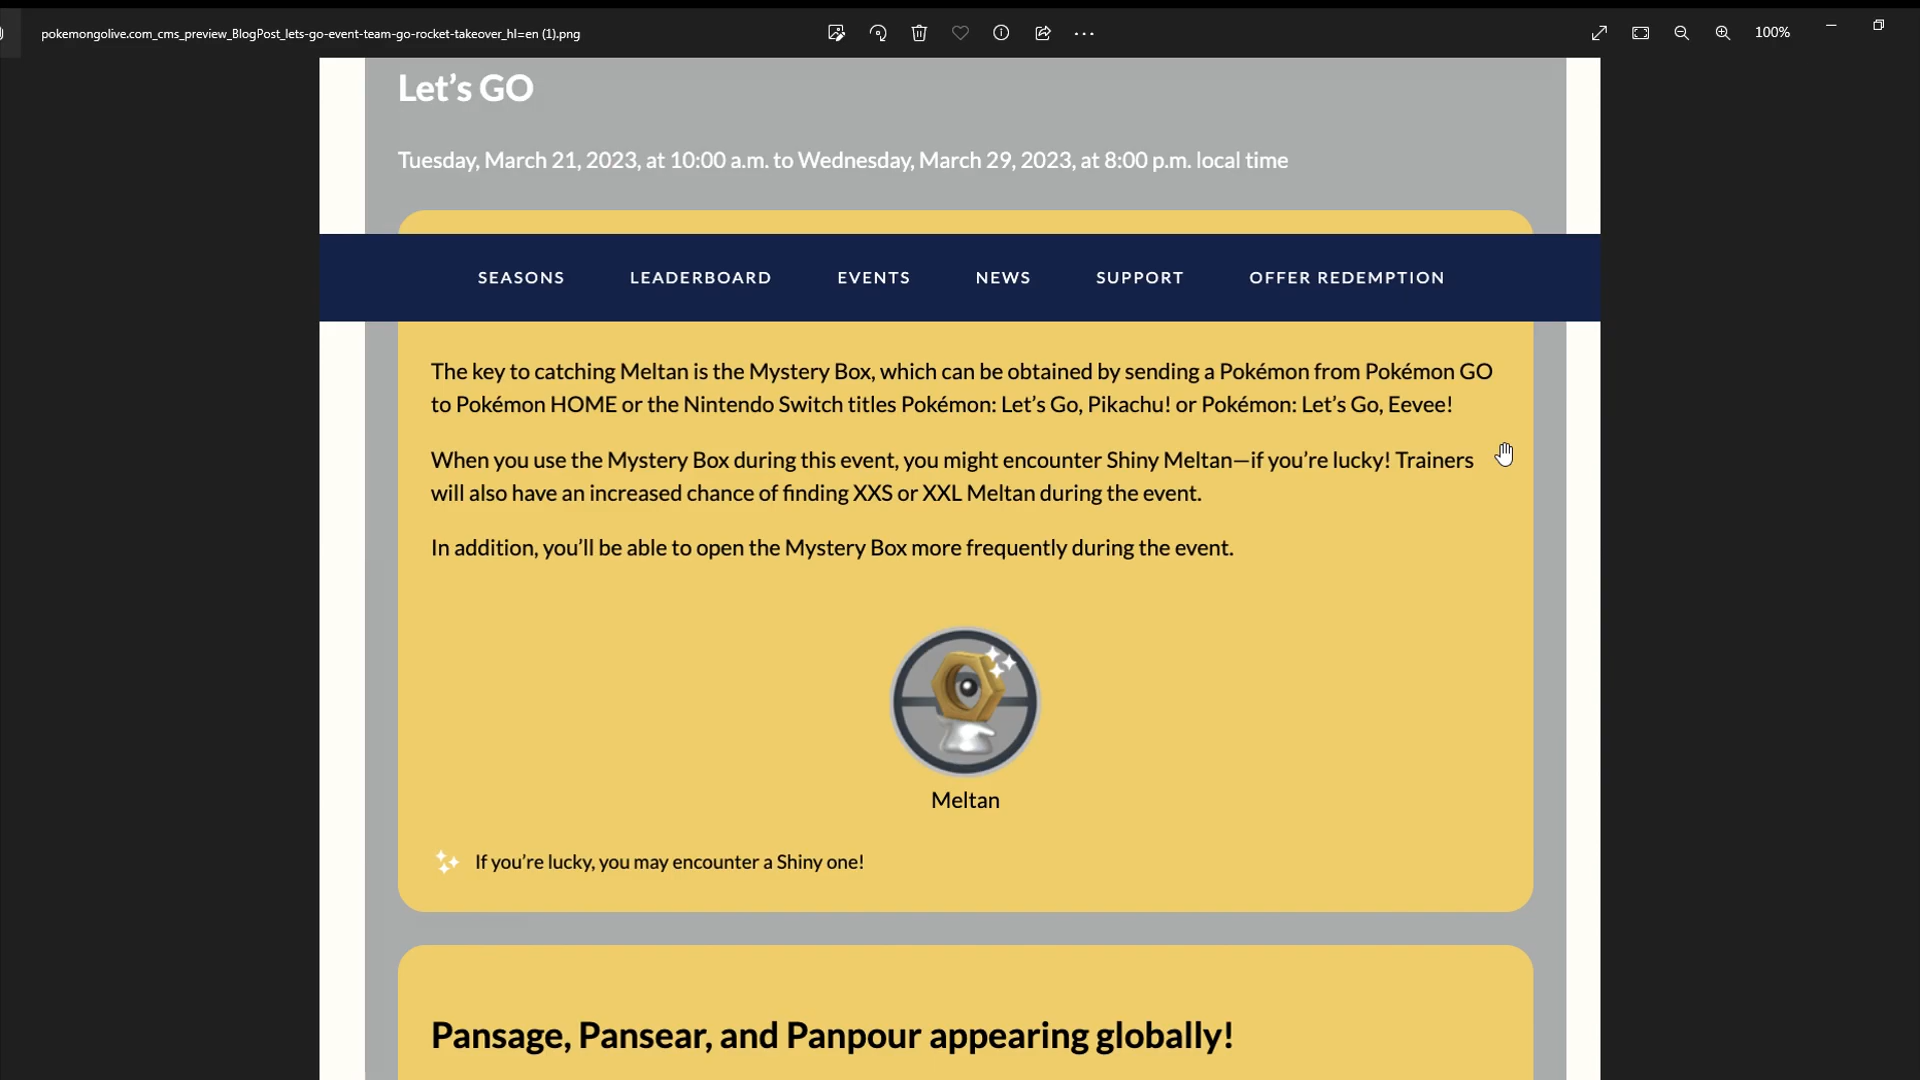 pokemongolive.com_cms_preview_BlogPost_lets-go-event-team-go-rocket-takeover_hl=en (1).png
100%
Let’s GO
Tuesday, March 21, 2023, at 10:00 a.m. to Wednesday, March 29, 2023, at 8:00 p.m. local time
SEASONS LEADERBOARD EVENTS NEWS SUPPORT OFFER REDEMPTION
The key to catching Meltan is the Mystery Box, which can be obtained by sending a Pokémon from Pokémon GO
to Pokémon HOME or the Nintendo Switch titles Pokémon: Let’s Go, Pikachu! or Pokémon: Let’s Go, Eevee!
When you use the Mystery Box during this event, you might encounter Shiny Meltan—if you’re lucky! Trainers
will also have an increased chance of finding XXS or XXL Meltan during the event.
In addition, you’ll be able to open the Mystery Box more frequently during the event.
Meltan
If you’re lucky, you may encounter a Shiny one!
Pansage, Pansear, and Panpour appearing globally!